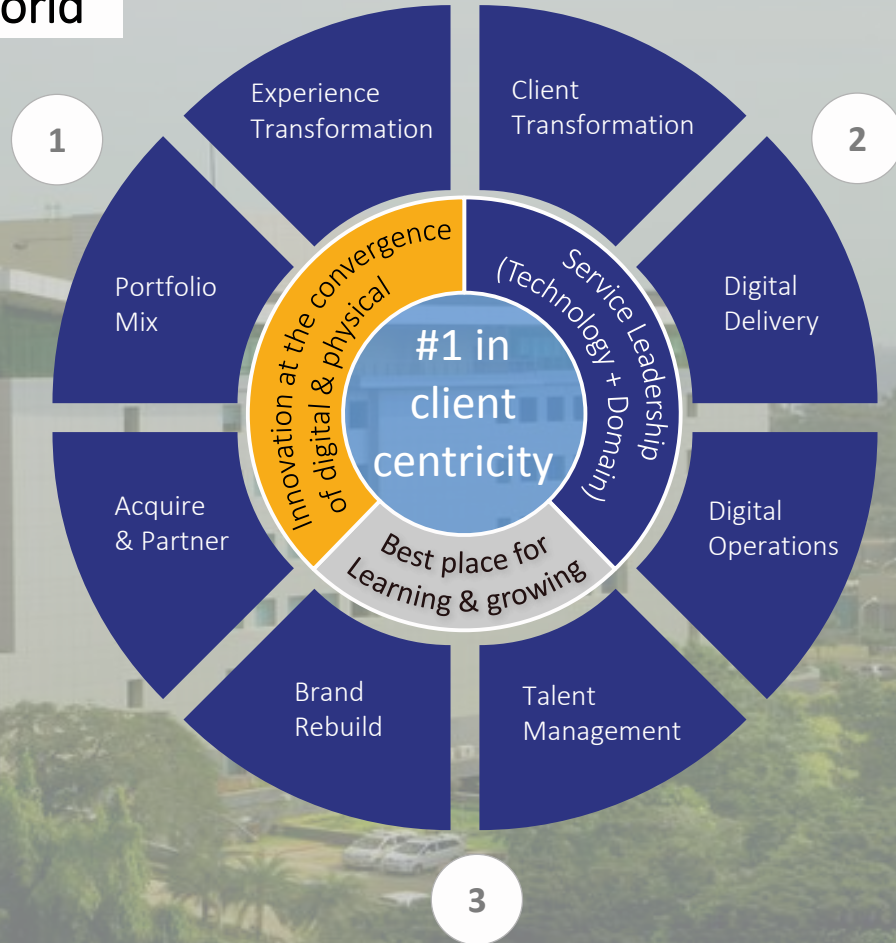 orld
1
Experience
Transformation
Client
Transformation
2
Portfolio
Mix
Digital
Delivery
Innovation at the convergence
of digital & physical
Service Leadership
(Technology + Domain)
#1 in
client
centricity
Acquire
& Partner
Digital
Operations
Best place for
Learning & growing
Brand
Rebuild
Talent
Management
3